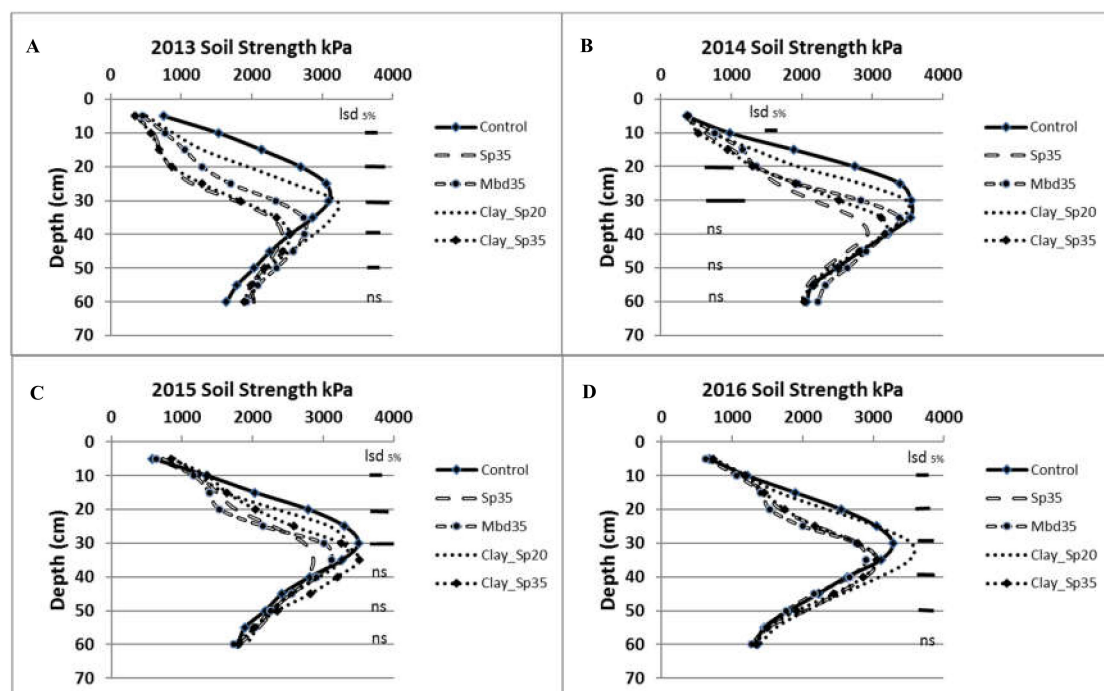 A
2013 Soil Strength kPa
0 1000 2000 3000 4000
0
10
20
30
40
50
60
70
Depth (cm)
lsd 5%
ns
Control
Sp35
Mbd35
Clay_Sp20
Clay_Sp35
B
2014 Soil Strength kPa
0 1000 2000 3000 4000
0
10
20
30
40
50
60
70
Depth (cm)
lsd 5%
ns
ns
ns
Control
Sp35
Mbd35
Clay_Sp20
Clay_Sp35
C
2015 Soil Strength kPa
0 1000 2000 3000 4000
0
10
20
30
40
50
60
70
Depth (cm)
lsd 5%
ns
ns
ns
Control
Sp35
Mbd35
Clay_Sp20
Clay_Sp35
D
2016 Soil Strength kPa
0 1000 2000 3000 4000
0
10
20
30
40
50
60
70
Depth (cm)
lsd 5%
ns
Control
Sp35
Mbd35
Clay_Sp20
Clay_Sp35